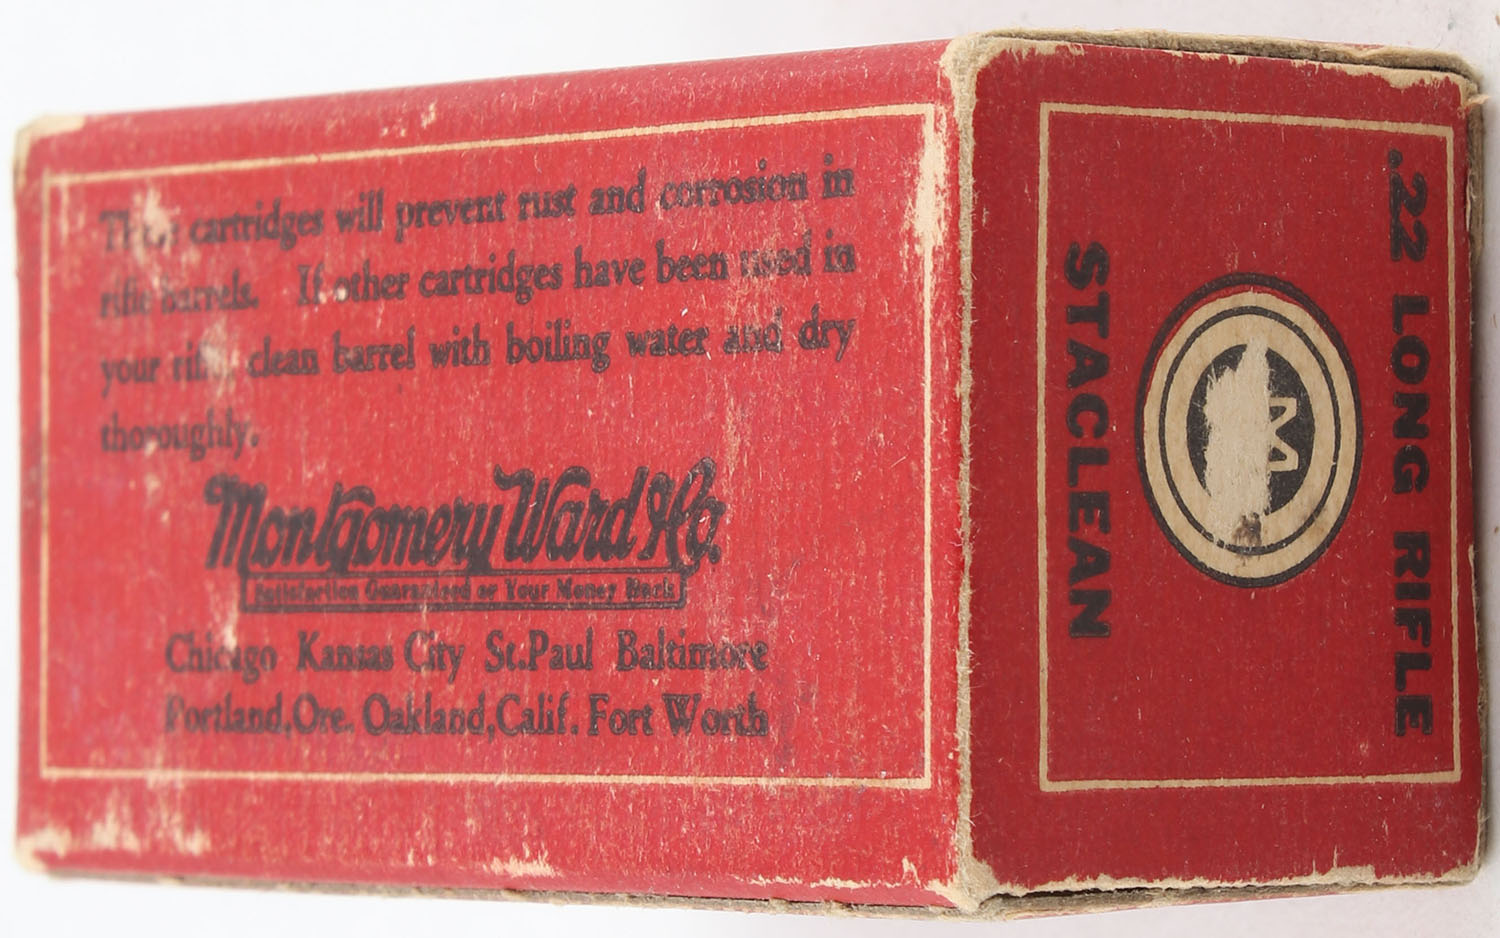 These cartridges will prevent rust and corrosion in
rifle barrels. If other cartridges have been used in
your rifle, clean barrel with boiling water and dry
thoroughly.
Montgomery Ward & Co.
Satisfaction Guaranteed or Your Money Back
Chicago Kansas City St. Paul Baltimore
Portland, Ore. Oakland, Calif. Fort Worth
.22 LONG RIFLE
STACLEAN